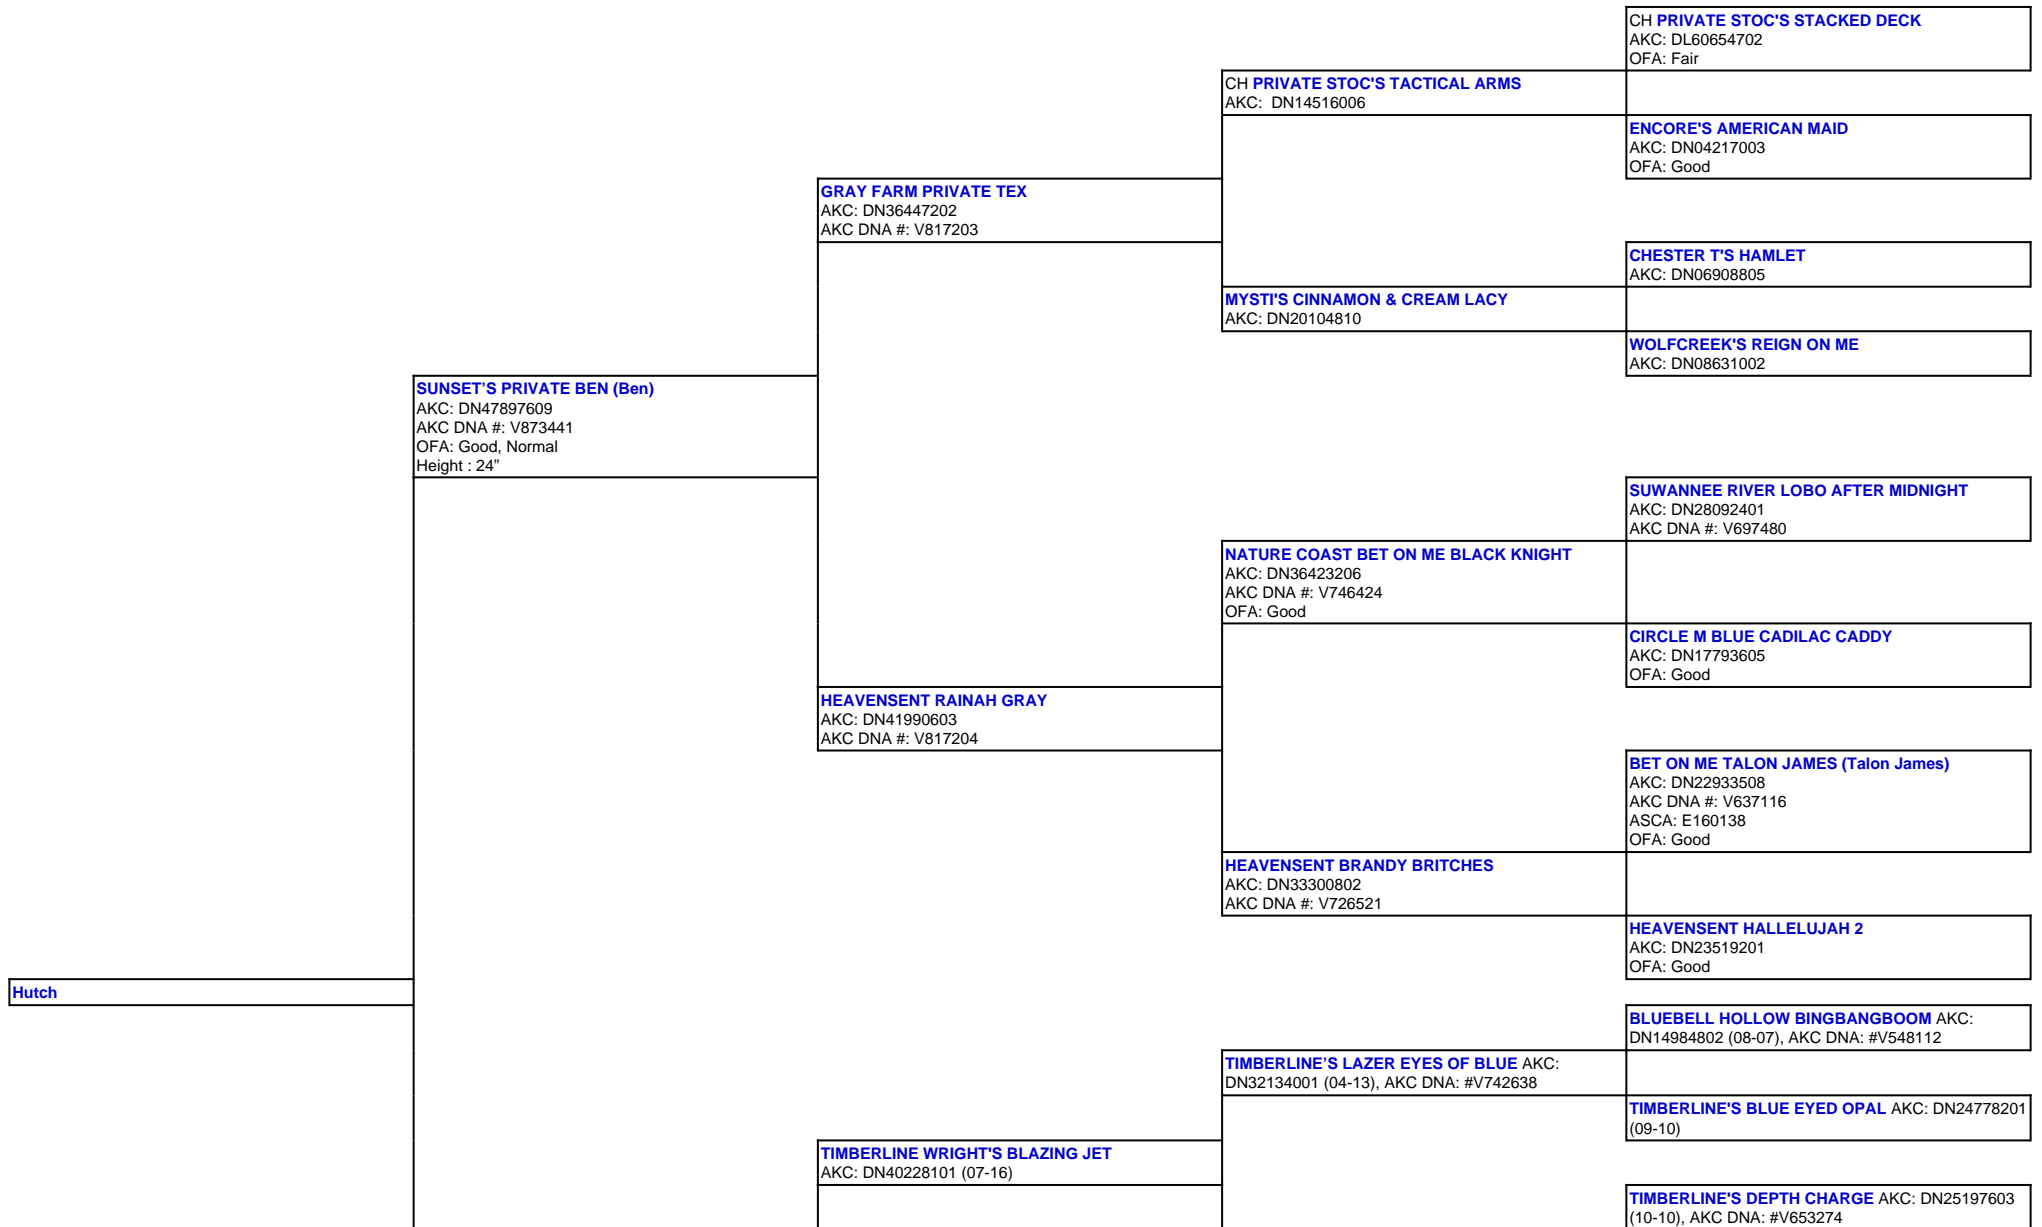 CH PRIVATE STOC'S STACKED DECK
AKC: DL60654702
OFA: Fair
CH PRIVATE STOC'S TACTICAL ARMS
AKC:  DN14516006
ENCORE'S AMERICAN MAID
AKC: DN04217003
OFA: Good
GRAY FARM PRIVATE TEX
AKC: DN36447202
AKC DNA #: V817203
CHESTER T'S HAMLET
AKC: DN06908805
MYSTI'S CINNAMON & CREAM LACY
AKC: DN20104810
WOLFCREEK'S REIGN ON ME
AKC: DN08631002
SUNSET’S PRIVATE BEN (Ben)
AKC: DN47897609
AKC DNA #: V873441
OFA: Good, Normal
Height : 24”
SUWANNEE RIVER LOBO AFTER MIDNIGHT
AKC: DN28092401
AKC DNA #: V697480
NATURE COAST BET ON ME BLACK KNIGHT
AKC: DN36423206
AKC DNA #: V746424
OFA: Good
CIRCLE M BLUE CADILAC CADDY
AKC: DN17793605
OFA: Good
HEAVENSENT RAINAH GRAY
AKC: DN41990603
AKC DNA #: V817204
BET ON ME TALON JAMES (Talon James)
AKC: DN22933508
AKC DNA #: V637116
ASCA: E160138
OFA: Good
HEAVENSENT BRANDY BRITCHES
AKC: DN33300802
AKC DNA #: V726521
HEAVENSENT HALLELUJAH 2
AKC: DN23519201
OFA: Good
Hutch
BLUEBELL HOLLOW BINGBANGBOOM AKC:
DN14984802 (08-07), AKC DNA: #V548112
TIMBERLINE’S LAZER EYES OF BLUE AKC:
DN32134001 (04-13), AKC DNA: #V742638
TIMBERLINE'S BLUE EYED OPAL AKC: DN24778201
(09-10)
TIMBERLINE WRIGHT'S BLAZING JET
AKC: DN40228101 (07-16)
TIMBERLINE'S DEPTH CHARGE AKC: DN25197603
(10-10), AKC DNA: #V653274